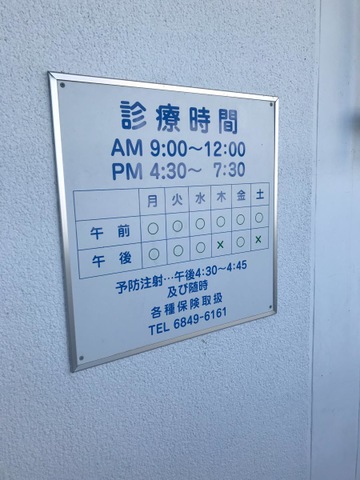 診療時間
AM 9:00〜12:00
PM 4:30〜 7:30
月 火 水 木 金 土
午前 ○ ○ ○ ○ ○ ○
午後 ○ ○ ○ × ○ ×
予防注射…午後4:30〜4:45
及び随時
各種保険取扱
TEL 6849-6161